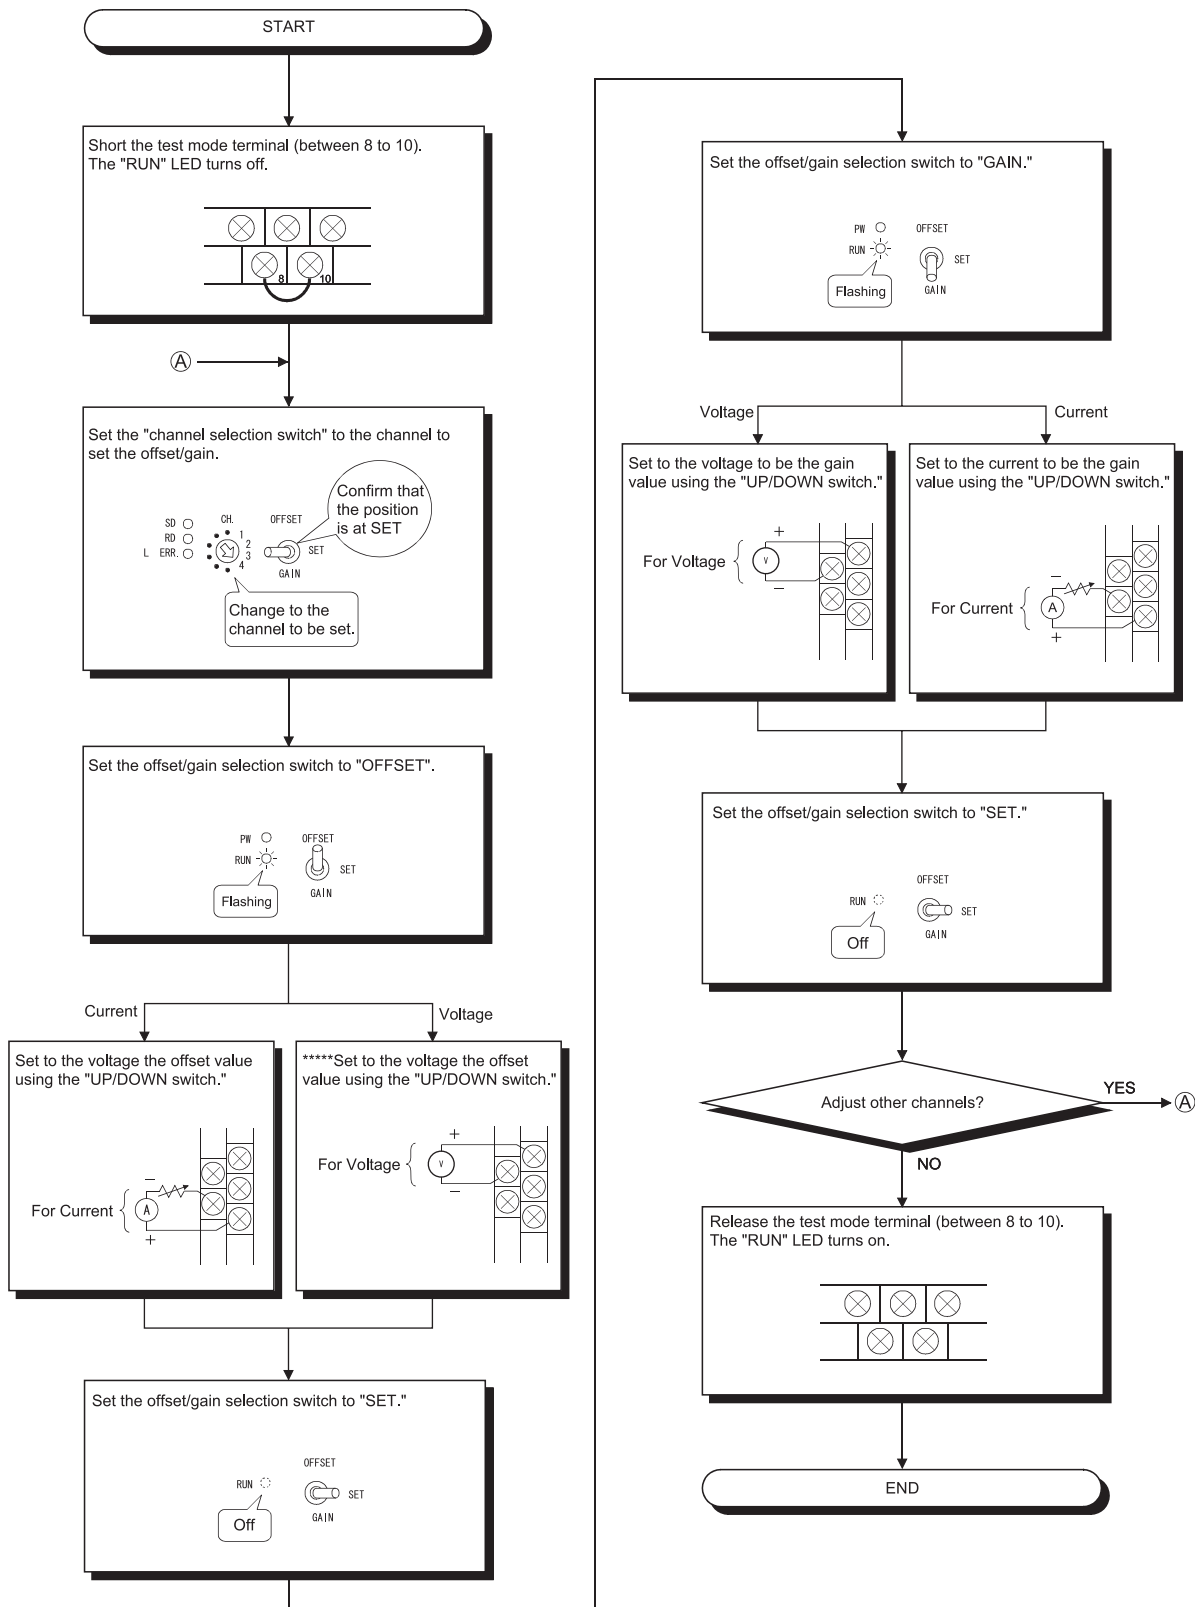 START
Short the test mode terminal (between 8 to 10).
The "RUN" LED turns off.
8 10
A
Set the "channel selection switch" to the channel to
set the offset/gain.
Confirm that
the position
is at SET
SD
RD
L ERR.
CH.
1
2
3
4
OFFSET
SET
GAIN
Change to the
channel to be set.
Set the offset/gain selection switch to "OFFSET".
PW
RUN
OFFSET
SET
GAIN
Flashing
Current
Voltage
Set to the voltage the offset value
using the "UP/DOWN switch."
For Current
−
A
+
*****Set to the voltage the offset
value using the "UP/DOWN switch."
For Voltage
+
V
−
Set the offset/gain selection switch to "SET."
RUN
OFFSET
SET
GAIN
Off
Set the offset/gain selection switch to "GAIN."
PW
RUN
OFFSET
SET
GAIN
Flashing
Voltage
Current
Set to the voltage to be the gain
value using the "UP/DOWN switch."
For Voltage
+
V
−
Set to the current to be the gain
value using the "UP/DOWN switch."
For Current
−
A
+
Set the offset/gain selection switch to "SET."
RUN
OFFSET
SET
GAIN
Off
Adjust other channels?
YES
A
NO
Release the test mode terminal (between 8 to 10).
The "RUN" LED turns on.
END